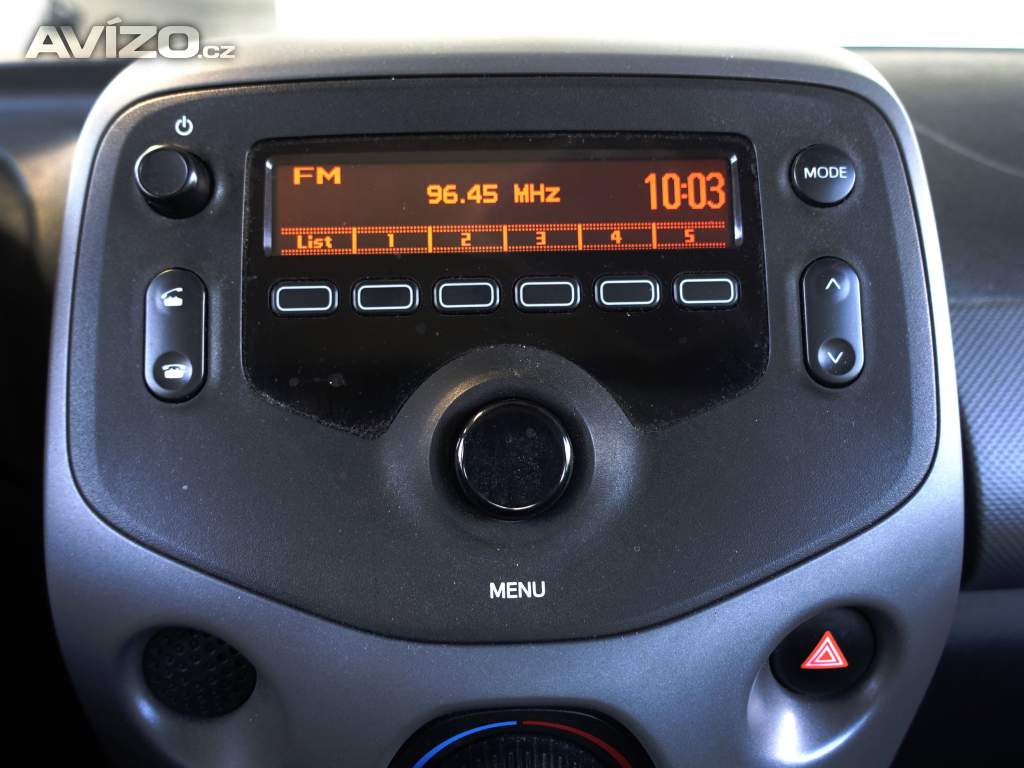 AVÍZO.cz
FM
96.45 MHz
10:03
MODE
List 1 2 3 4 5
MENU